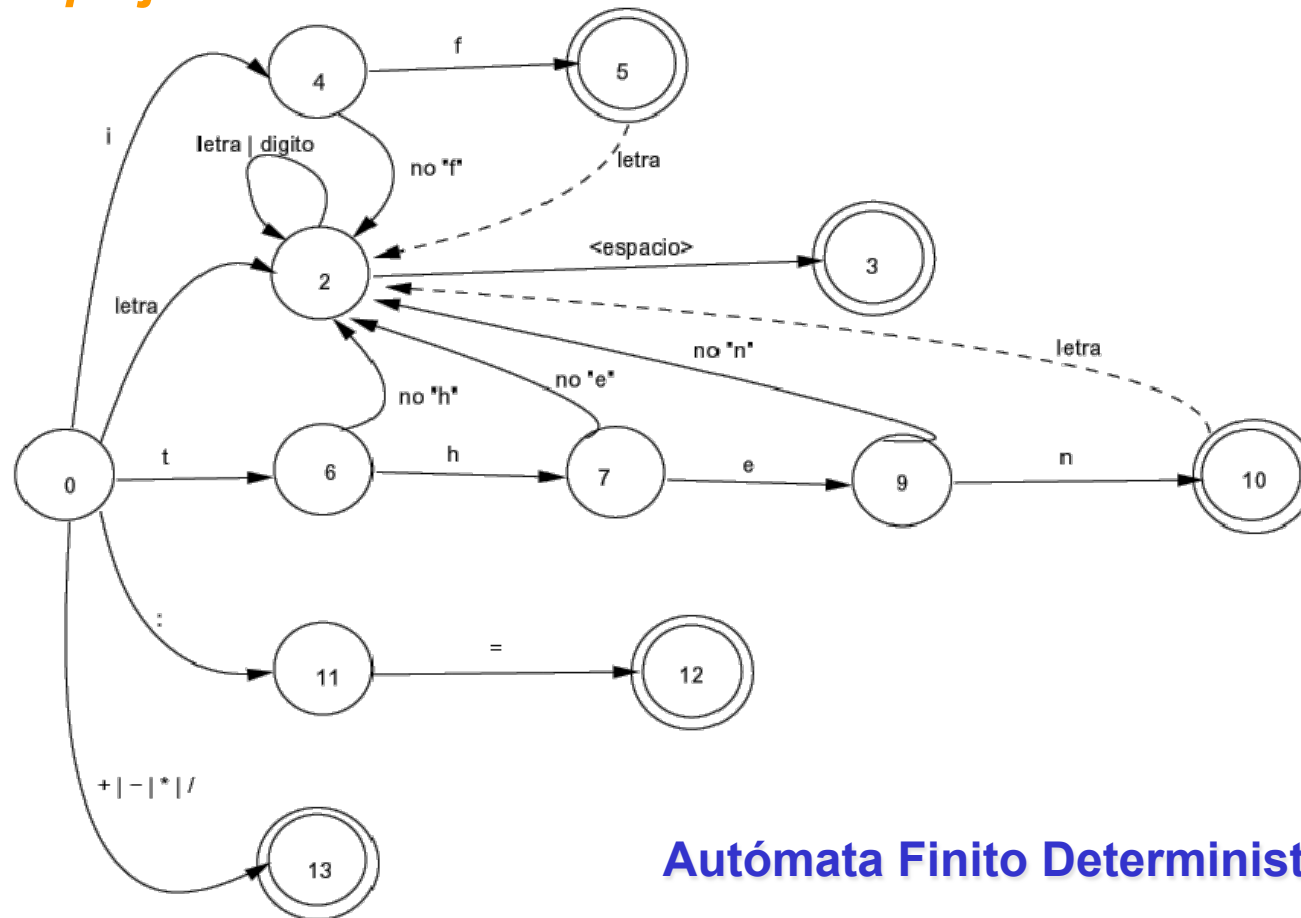 f
4
5
i
letra | digito
no "f"
letra
<espacio>
2
3
letra
no "n"
letra
no "e"
no "h"
t
h
e
n
0
6
7
9
10
:
=
11
12
+ | − | * | /
13
Autómata Finito Determinist